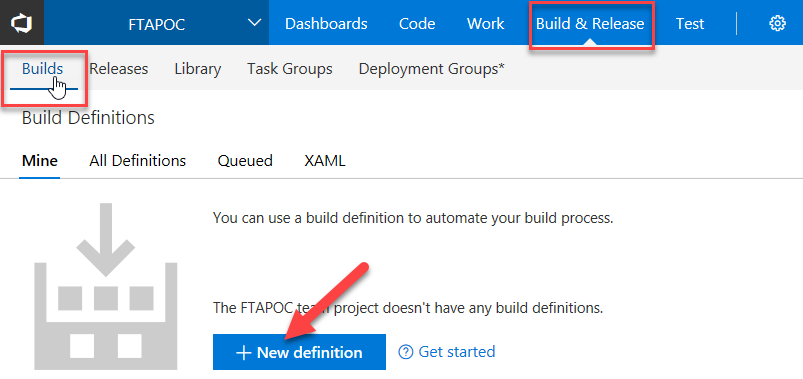 FTAPOC Dashboards Code Work Build & Release Test
Builds Releases Library Task Groups Deployment Groups*
Build Definitions
Mine All Definitions Queued XAML
You can use a build definition to automate your build process.
The FTAPOC team project doesn't have any build definitions.
+ New definition ? Get started